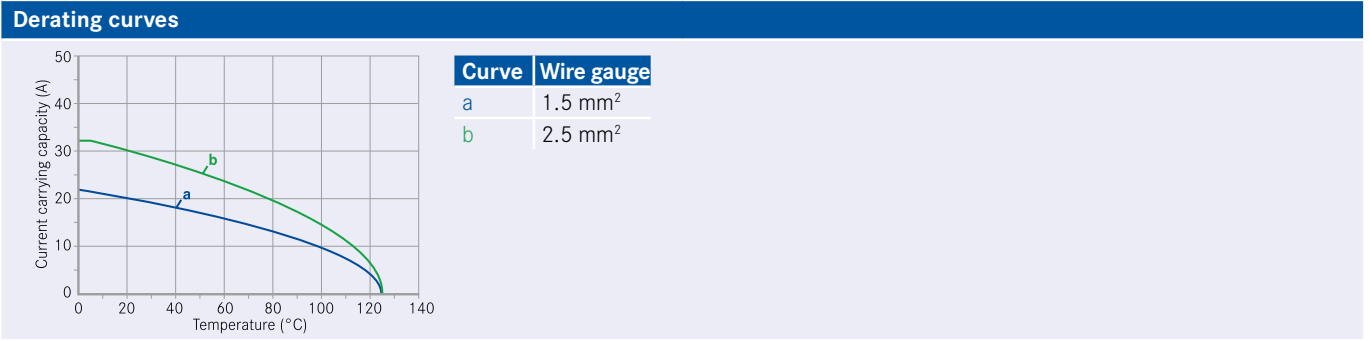 Derating curves
Current carrying capacity (A)
50
40
30
20
10
0
b
a
0 20 40 60 80 100 120 140
Temperature (°C)
Curve Wire gauge
a 1.5 mm²
b 2.5 mm²